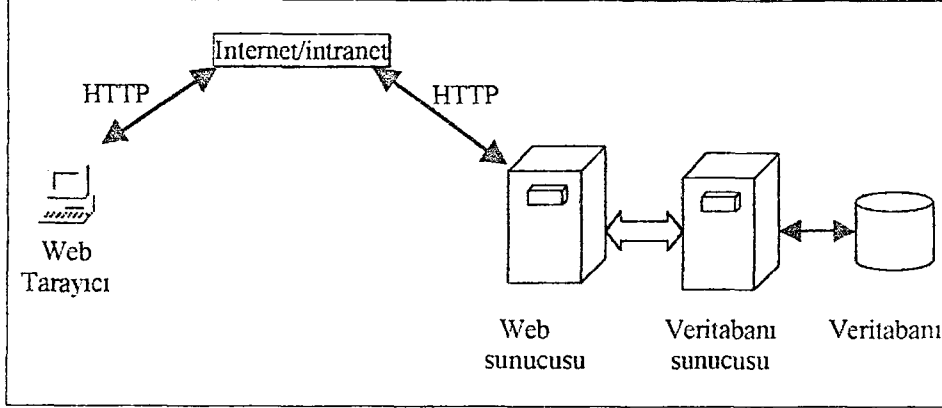 Internet/intranet
HTTP
HTTP
Web
Tarayıcı
Web
sunucusu
Veritabanı
sunucusu
Veritabanı